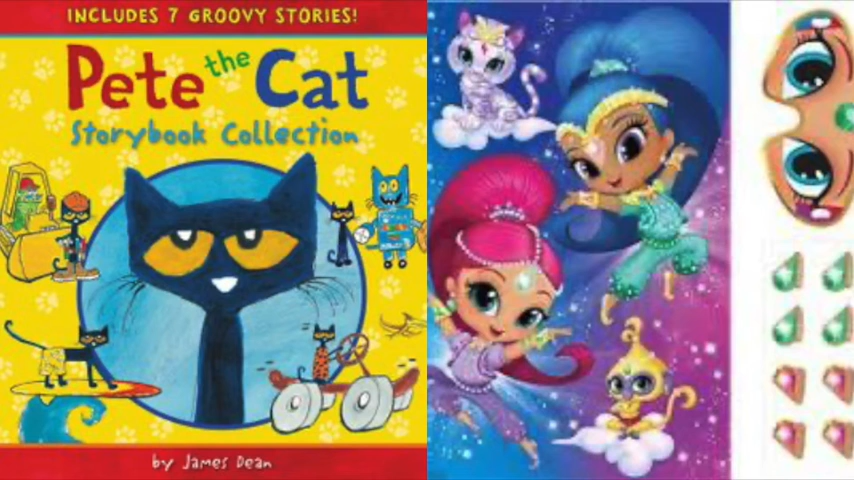 INCLUDES 7 GROOVY STORIES!
Pete the Cat
Storybook Collection
by James Dean